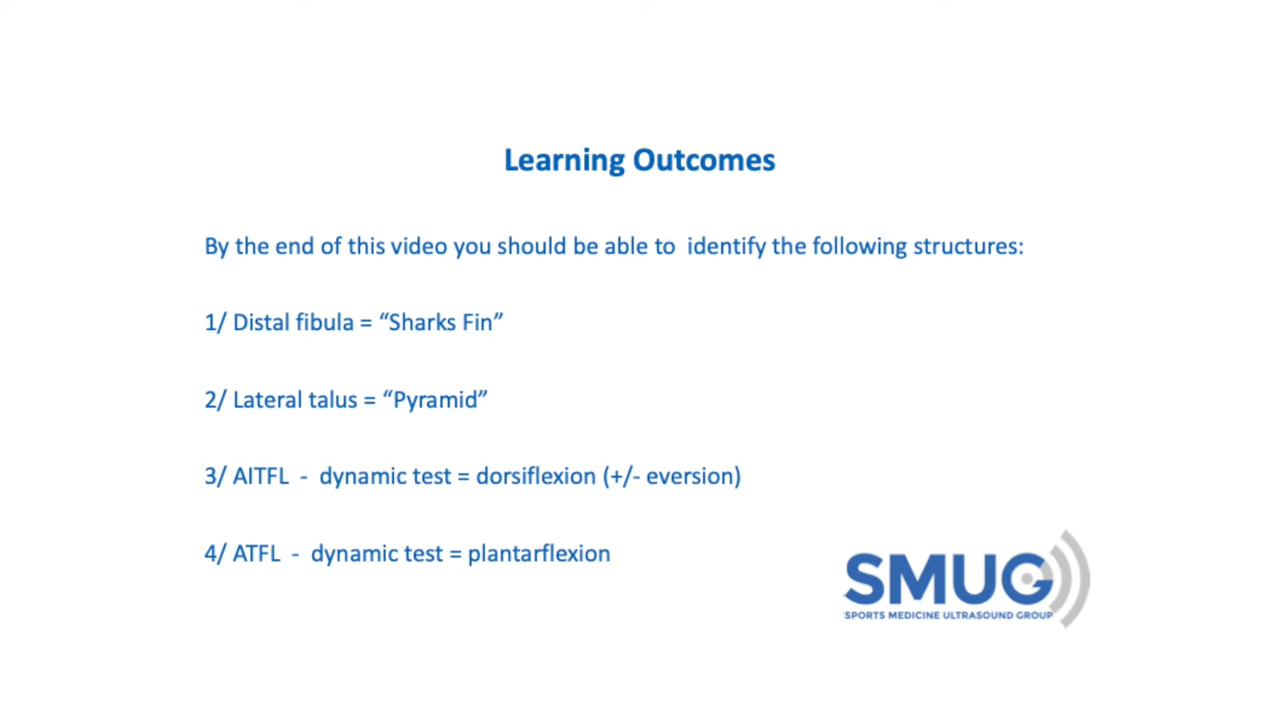 Learning Outcomes
By the end of this video you should be able to  identify the following structures:
1/ Distal fibula = “Sharks Fin”
2/ Lateral talus = “Pyramid”
3/ AITFL  -  dynamic test = dorsiflexion (+/- eversion)
4/ ATFL  -  dynamic test = plantarflexion
SMUG
SPORTS MEDICINE ULTRASOUND GROUP